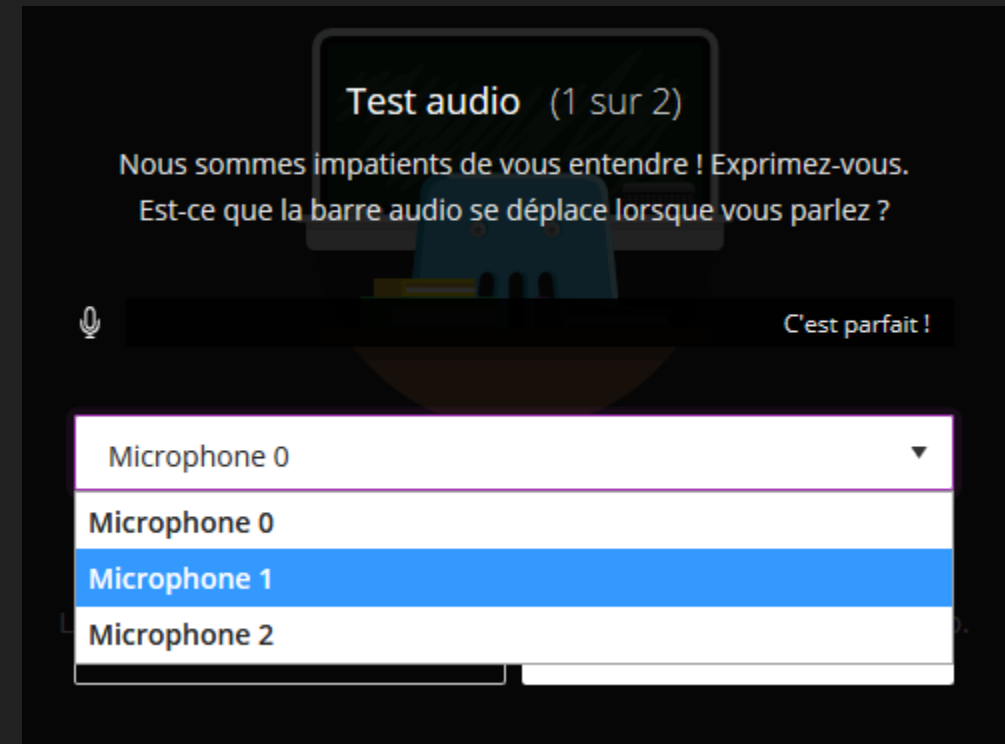 Test audio (1 sur 2)
Nous sommes impatients de vous entendre ! Exprimez-vous.
Est-ce que la barre audio se déplace lorsque vous parlez ?
C'est parfait !
Microphone 0
Microphone 0
Microphone 1
Microphone 2